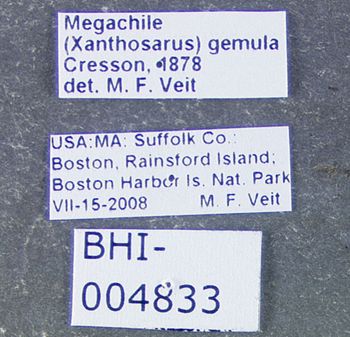 Megachile
(Xanthosarus) gemula
Cresson, 1878
det. M. F. Veit
USA:MA: Suffolk Co.:
Boston, Rainsford Island;
Boston Harbor Is. Nat. Park
VII-15-2008 M. F. Veit
BHI-
004833